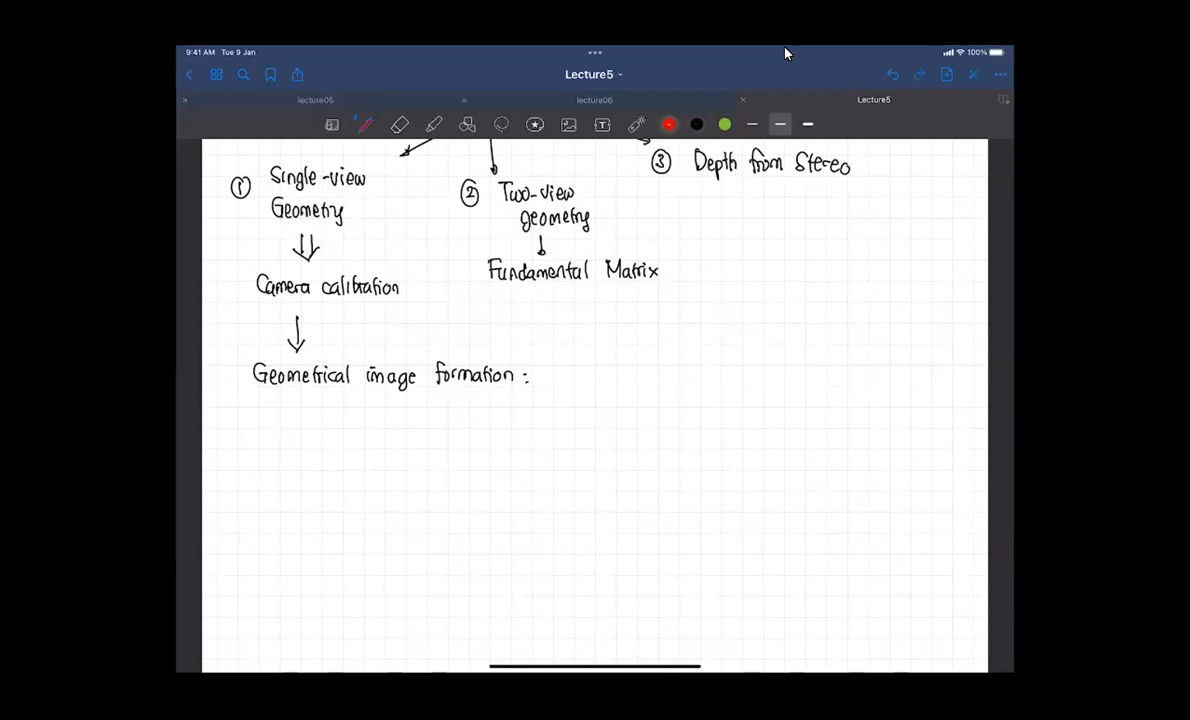 9:41 AM Tue 9 Jan
100%
Lecture5
lecture05
lecture06
Lecture5
① Single-view
Geometry
Camera calibration
Geometrical image formation :
② Two-view
geometry
Fundamental Matrix
③ Depth from Stereo